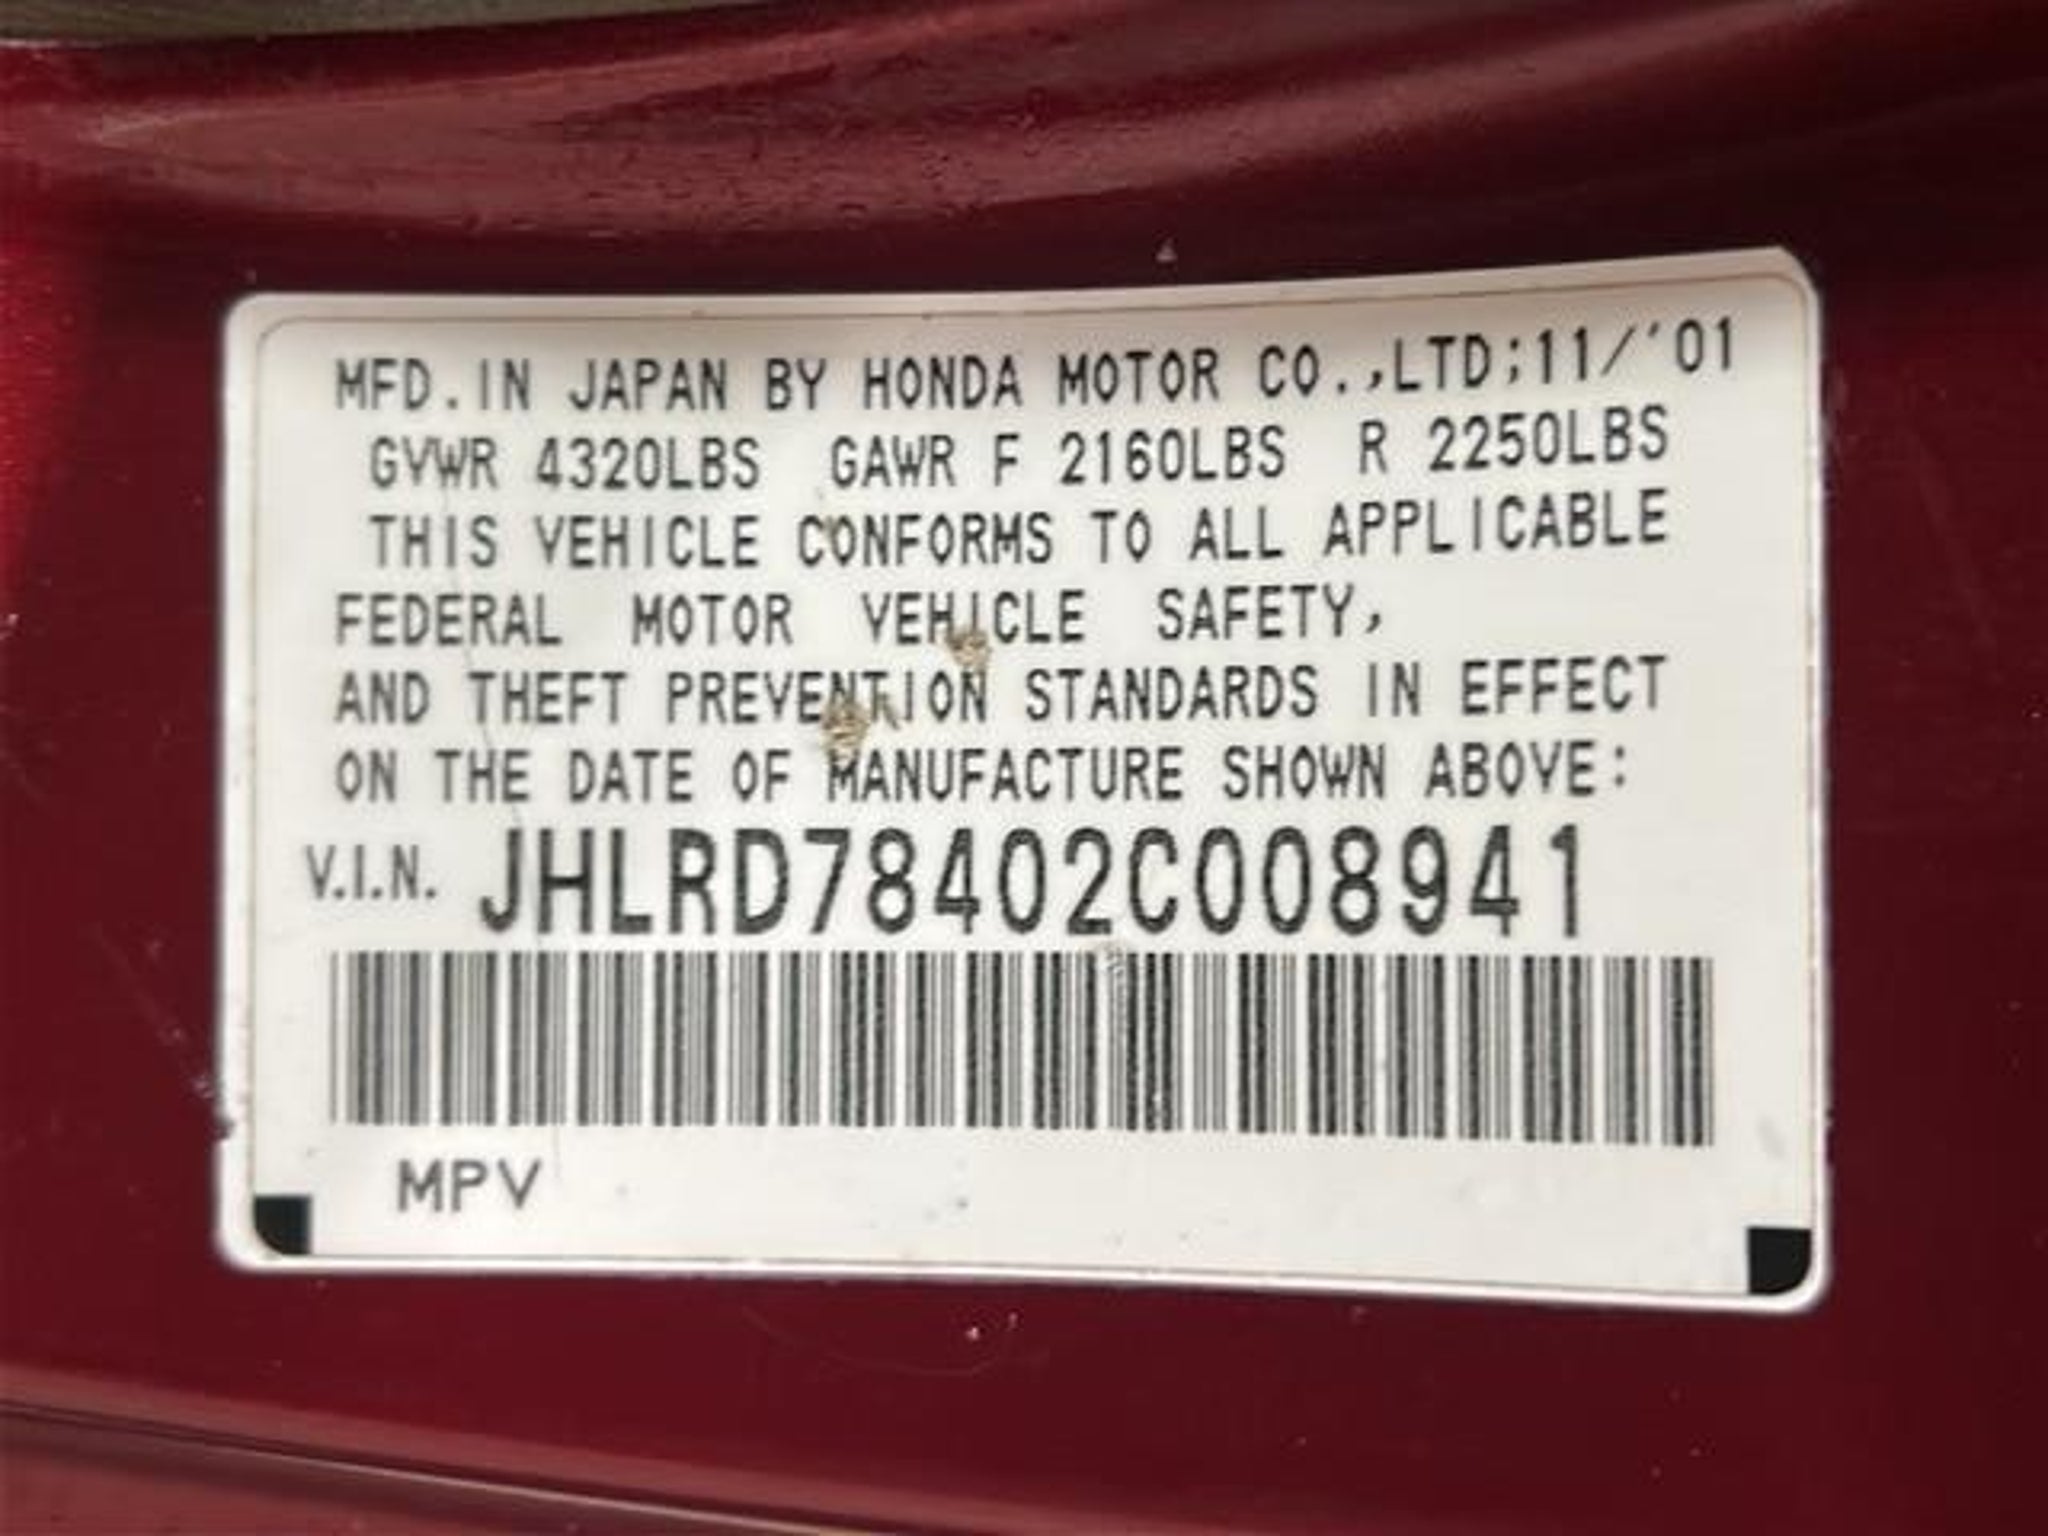 MFD.IN JAPAN BY HONDA MOTOR CO.,LTD;11/'01
GVWR 4320LBS GAWR F 2160LBS R 2250LBS
THIS VEHICLE CONFORMS TO ALL APPLICABLE
FEDERAL MOTOR VEHICLE SAFETY,
AND THEFT PREVENTION STANDARDS IN EFFECT
ON THE DATE OF MANUFACTURE SHOWN ABOVE:
V.I.N. JHLRD78402C008941
MPV